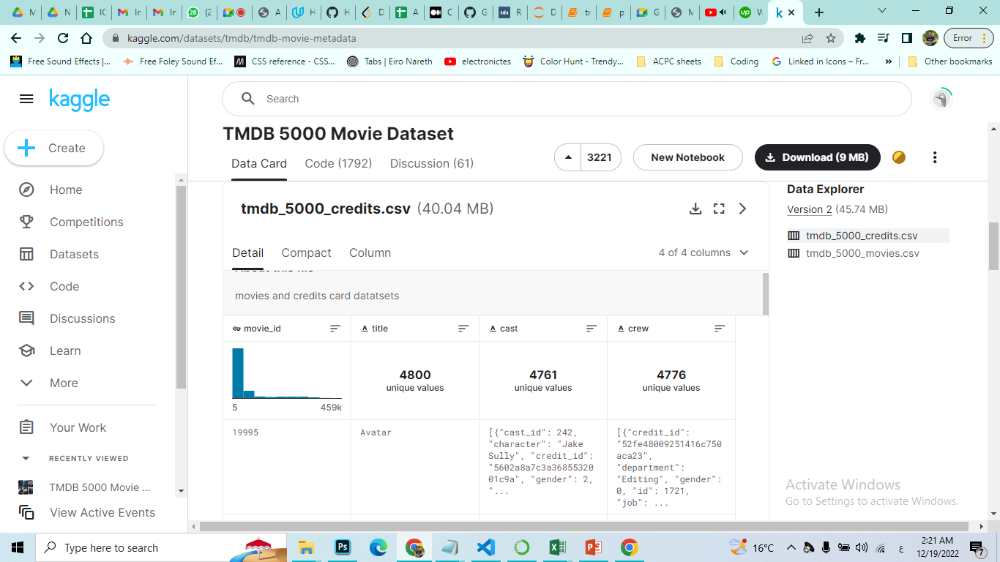 M
N
IC
In
In
(2
A
H
H
D
A
C
G
R
D
tr
p
G
M
W
k
kaggle.com/datasets/tmdb/tmdb-movie-metadata
Error
Free Sound Effects |...
Free Foley Sound Ef...
CSS reference - CSS...
Tabs | Eiro Nareth
electronictes
Color Hunt - Trendy...
ACPC sheets
Coding
Linked in Icons – Fr...
»
Other bookmarks
kaggle
Search
Create
Home
Competitions
Datasets
Code
Discussions
Learn
More
Your Work
RECENTLY VIEWED
TMDB 5000 Movie ...
View Active Events
TMDB 5000 Movie Dataset
Data Card
Code (1792)
Discussion (61)
3221
New Notebook
Download (9 MB)
tmdb_5000_credits.csv (40.04 MB)
Detail
Compact
Column
4 of 4 columns
About this file
movies and credits card datatsets
movie_id
title
cast
crew
5
459k
4800
unique values
4761
unique values
4776
unique values
19995
Avatar
[{"cast_id": 242,
"character": "Jake
Sully", "credit_id":
"5602a8a7c3a36855320
01c9a", "gender": 2,
"...
[{"credit_id":
"52fe48009251416c750
aca23",
"department":
"Editing", "gender":
0, "id": 1721,
"job": ...
Data Explorer
Version 2 (45.74 MB)
tmdb_5000_credits.csv
tmdb_5000_movies.csv
Activate Windows
Go to Settings to activate Windows.
Type here to search
Ps
16°C
2:21 AM
12/19/2022
7